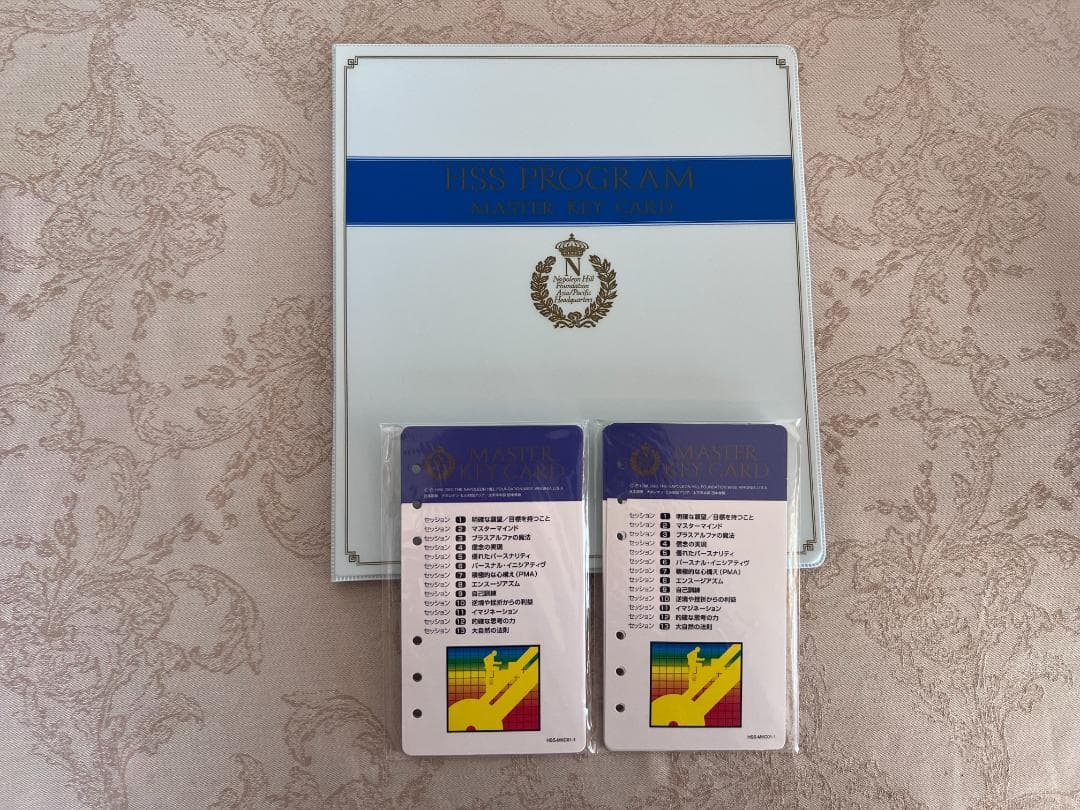 HSS PROGRAM
MASTER KEY CARD
N
Napoleon Hill
Foundation
Asia/Pacific
Headquarters
MASTER
KEY CARD
THE NAPOLEON HILL FOUNDATION
セッション 1 明確な展望/目標を持つこと
セッション 2 マスターマインド
セッション 3 プラスアルファの魔法
セッション 4 信念の実現
セッション 5 優れたパースナリティ
セッション 6 パースナル・イニシアティヴ
セッション 7 積極的な心構え(PMA)
セッション 8 エンスージアズム
セッション 9 自己訓練
セッション 10 逆境や挫折からの利益
セッション 11 イマジネーション
セッション 12 的確な思考の力
セッション 13 大自然の法則
HSS-MKC01-1
MASTER
KEY CARD
THE NAPOLEON HILL FOUNDATION
セッション 1 明確な展望/目標を持つこと
セッション 2 マスターマインド
セッション 3 プラスアルファの魔法
セッション 4 信念の実現
セッション 5 優れたパースナリティ
セッション 6 パースナル・イニシアティヴ
セッション 7 積極的な心構え(PMA)
セッション 8 エンスージアズム
セッション 9 自己訓練
セッション 10 逆境や挫折からの利益
セッション 11 イマジネーション
セッション 12 的確な思考の力
セッション 13 大自然の法則
HSS-MKC01-1